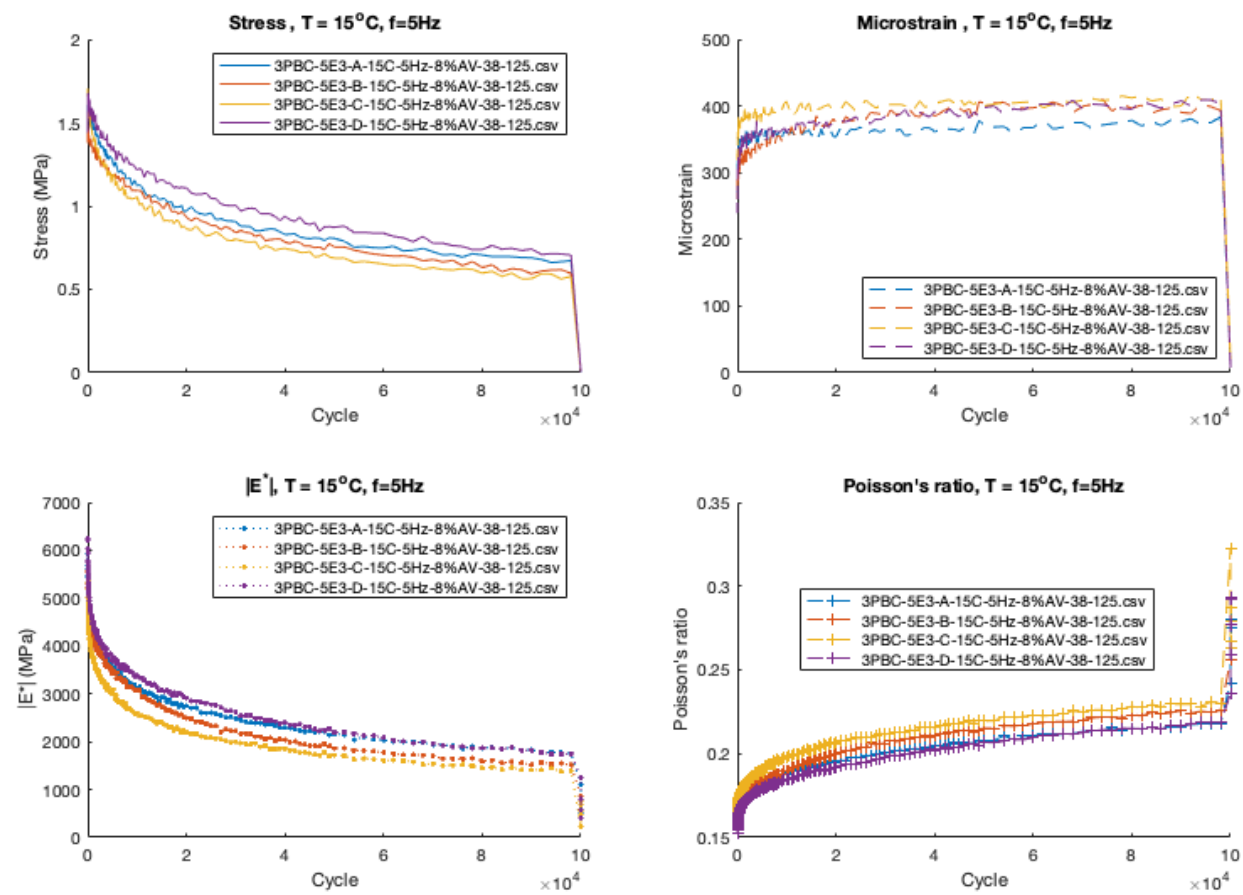 Stress , T = 15°C, f=5Hz
2
1.5
1
0.5
0
Stress (MPa)
3PBC-5E3-A-15C-5Hz-8%AV-38-125.csv
3PBC-5E3-B-15C-5Hz-8%AV-38-125.csv
3PBC-5E3-C-15C-5Hz-8%AV-38-125.csv
3PBC-5E3-D-15C-5Hz-8%AV-38-125.csv
0 2 4 6 8 10
Cycle
×10⁴
Microstrain , T = 15°C, f=5Hz
500
400
300
200
100
0
Microstrain
3PBC-5E3-A-15C-5Hz-8%AV-38-125.csv
3PBC-5E3-B-15C-5Hz-8%AV-38-125.csv
3PBC-5E3-C-15C-5Hz-8%AV-38-125.csv
3PBC-5E3-D-15C-5Hz-8%AV-38-125.csv
0 2 4 6 8 10
Cycle
×10⁴
|E*|, T = 15°C, f=5Hz
7000
6000
5000
4000
3000
2000
1000
0
|E*| (MPa)
3PBC-5E3-A-15C-5Hz-8%AV-38-125.csv
3PBC-5E3-B-15C-5Hz-8%AV-38-125.csv
3PBC-5E3-C-15C-5Hz-8%AV-38-125.csv
3PBC-5E3-D-15C-5Hz-8%AV-38-125.csv
0 2 4 6 8 10
Cycle
×10⁴
Poisson's ratio, T = 15°C, f=5Hz
0.35
0.3
0.25
0.2
0.15
Poisson's ratio
3PBC-5E3-A-15C-5Hz-8%AV-38-125.csv
3PBC-5E3-B-15C-5Hz-8%AV-38-125.csv
3PBC-5E3-C-15C-5Hz-8%AV-38-125.csv
3PBC-5E3-D-15C-5Hz-8%AV-38-125.csv
0 2 4 6 8 10
Cycle
×10⁴